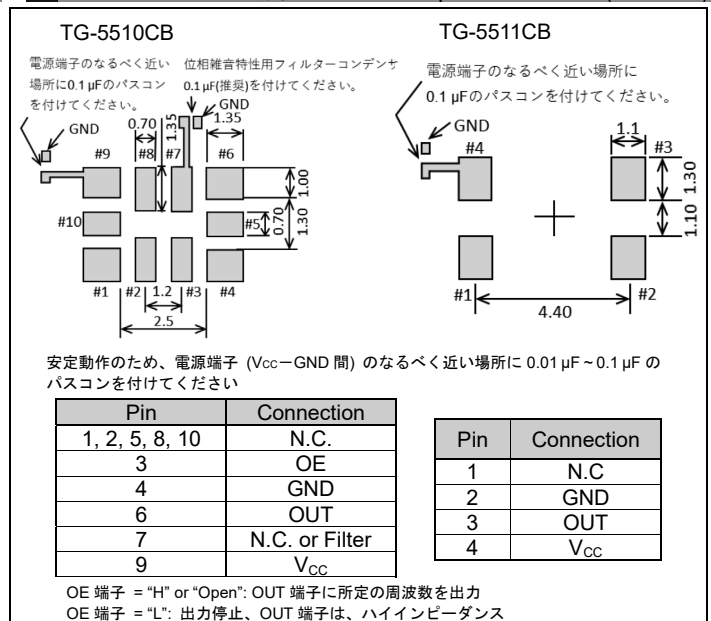 TG-5510CB
TG-5511CB
電源端子のなるべく近い
場所に0.1 µFのパスコン
を付けてください。
位相雑音特性用フィルターコンデンサ
0.1 µF(推奨)を付けてください。
電源端子のなるべく近い場所に
0.1 µFのパスコンを付けてください。
GND
GND
0.70
1.35
1.35
#9
#8
#7
#6
1.00
#10
#5
0.70
1.30
#1
#2
1.2
#3
#4
2.5
GND
1.1
#4
#3
1.30
1.10
#1
#2
4.40
安定動作のため、電源端子 (Vcc－GND 間) のなるべく近い場所に 0.01 µF ~ 0.1 µF の
パスコンを付けてください
Pin Connection
1, 2, 5, 8, 10 N.C.
3 OE
4 GND
6 OUT
7 N.C. or Filter
9 VCC
Pin Connection
1 N.C
2 GND
3 OUT
4 VCC
OE 端子 = “H” or “Open”: OUT 端子に所定の周波数を出力
OE 端子 = “L”: 出力停止、OUT 端子は、ハイインピーダンス